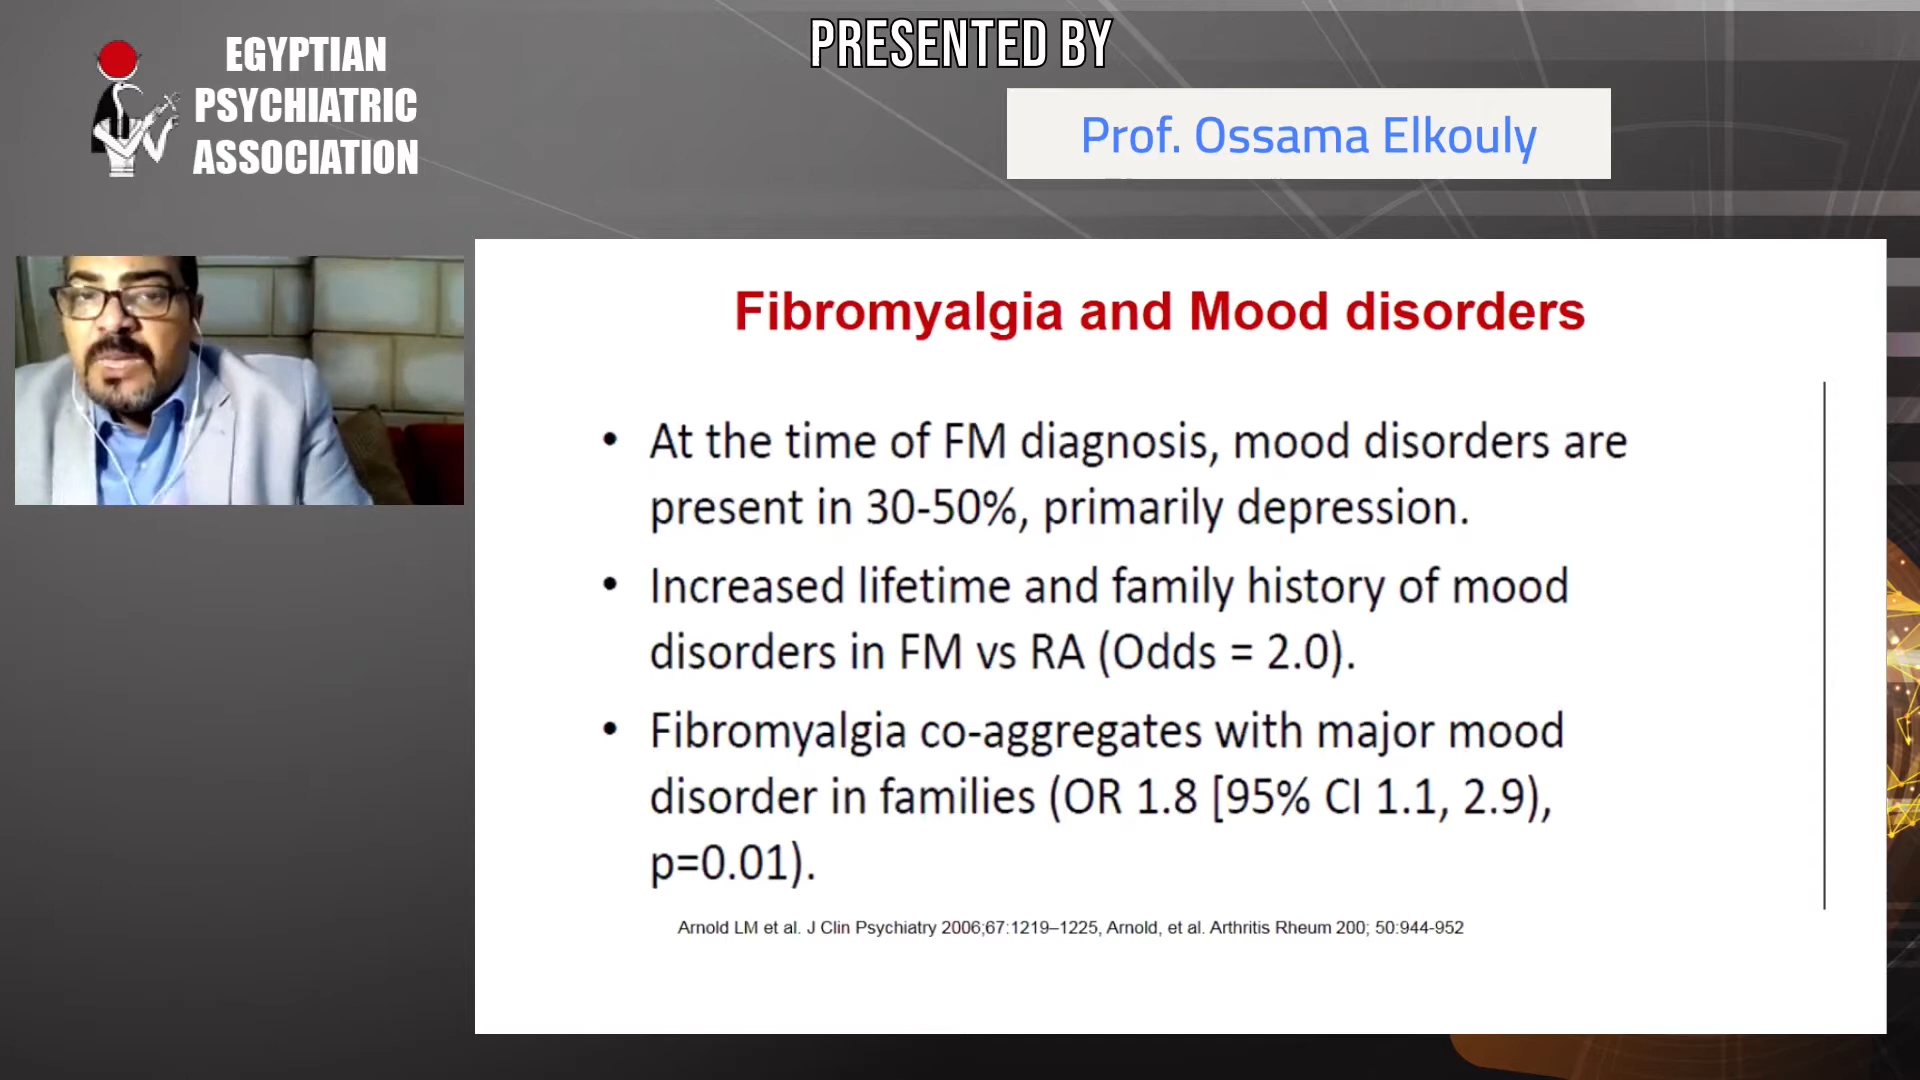 EGYPTIAN
PSYCHIATRIC
ASSOCIATION
PRESENTED BY
Prof. Ossama Elkouly
Fibromyalgia and Mood disorders
• At the time of FM diagnosis, mood disorders are
present in 30-50%, primarily depression.
• Increased lifetime and family history of mood
disorders in FM vs RA (Odds = 2.0).
• Fibromyalgia co-aggregates with major mood
disorder in families (OR 1.8 [95% CI 1.1, 2.9),
p=0.01).
Arnold LM et al. J Clin Psychiatry 2006;67:1219–1225, Arnold, et al. Arthritis Rheum 200; 50:944-952